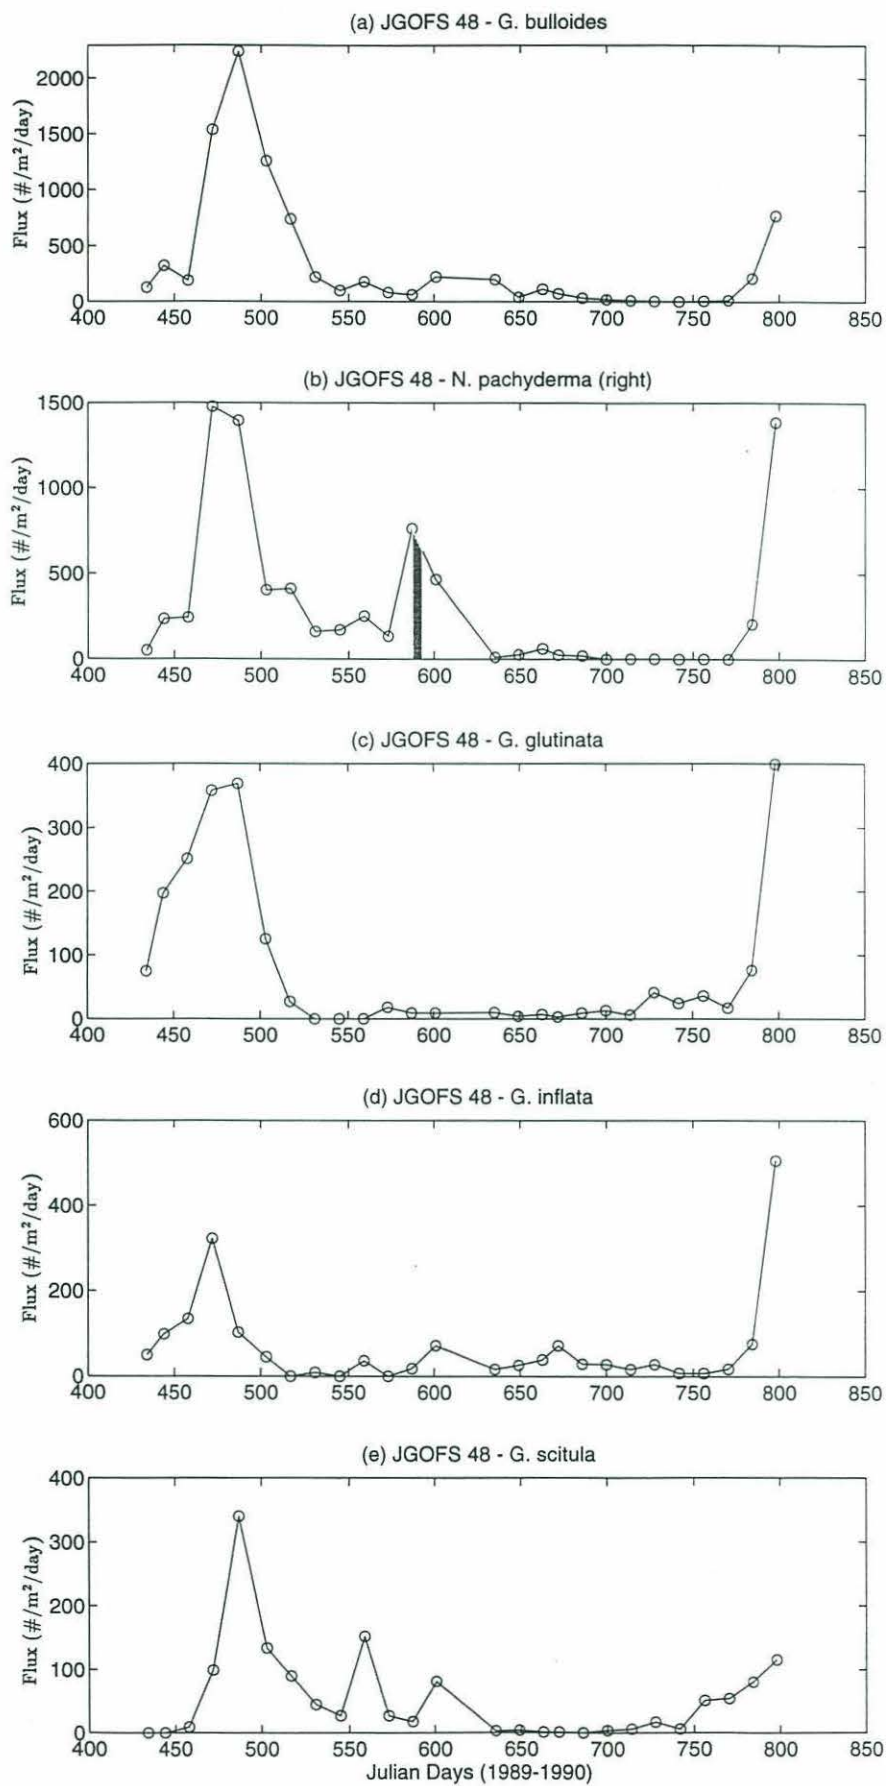 (a) JGOFS 48 - G. bulloides
Flux (#/m²/day)
2000
1500
1000
500
0
400 450 500 550 600 650 700 750 800 850
(b) JGOFS 48 - N. pachyderma (right)
Flux (#/m²/day)
1500
1000
500
0
400 450 500 550 600 650 700 750 800 850
(c) JGOFS 48 - G. glutinata
Flux (#/m²/day)
400
300
200
100
0
400 450 500 550 600 650 700 750 800 850
(d) JGOFS 48 - G. inflata
Flux (#/m²/day)
600
400
200
0
400 450 500 550 600 650 700 750 800 850
(e) JGOFS 48 - G. scitula
Flux (#/m²/day)
400
300
200
100
0
400 450 500 550 600 650 700 750 800 850
Julian Days (1989-1990)